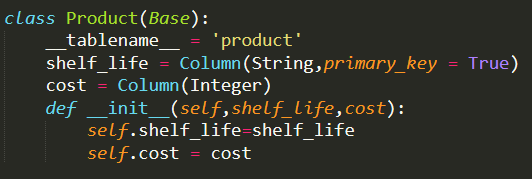 class Product(Base):
    __tablename__ = 'product'
    shelf_life = Column(String,primary_key = True)
    cost = Column(Integer)
    def __init__(self,shelf_life,cost):
        self.shelf_life=shelf_life
        self.cost = cost